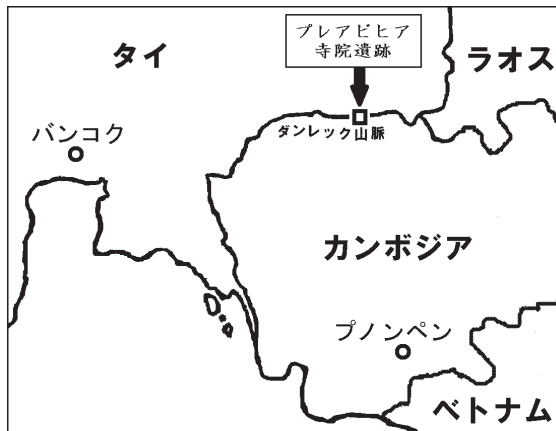 プレアビヒア
寺院遺跡
タイ
ラオス
ダンレック山脈
バンコク
カンボジア
プノンペン
ベトナム